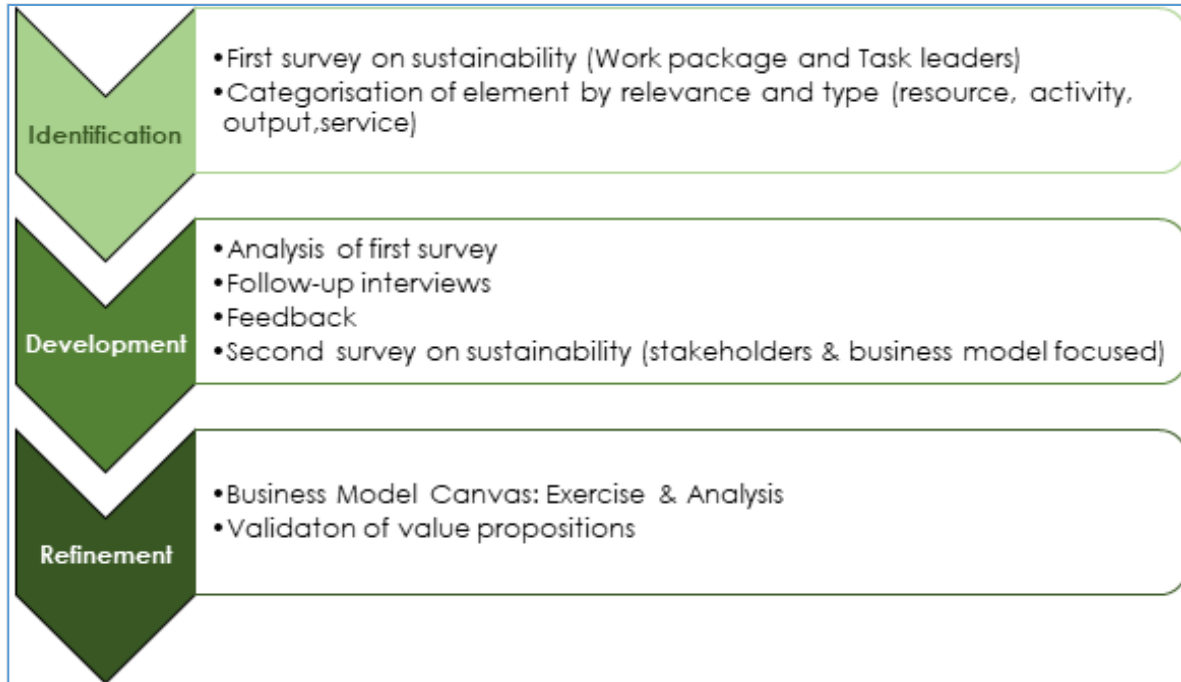 Identification
•First survey on sustainability (Work package and Task leaders)
•Categorisation of element by relevance and type (resource, activity,
output,service)
Development
•Analysis of first survey
•Follow-up interviews
•Feedback
•Second survey on sustainability (stakeholders & business model focused)
Refinement
•Business Model Canvas: Exercise & Analysis
•Validaton of value propositions